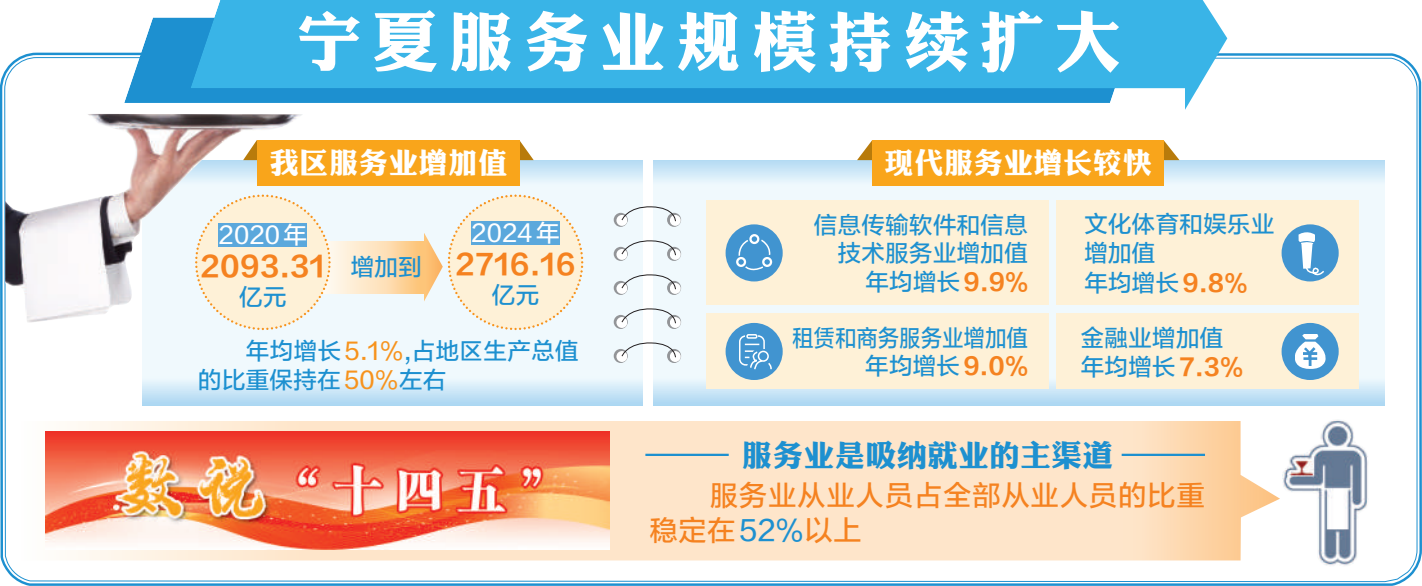 宁夏服务业规模持续扩大
我区服务业增加值
2020年
2093.31
亿元
增加到
2024年
2716.16
亿元
年均增长5.1%,占地区生产总值
的比重保持在50%左右
现代服务业增长较快
信息传输软件和信息
技术服务业增加值
年均增长9.9%
文化体育和娱乐业
增加值
年均增长9.8%
租赁和商务服务业增加值
年均增长9.0%
金融业增加值
年均增长7.3%
¥
数说“十四五”
服务业是吸纳就业的主渠道
服务业从业人员占全部从业人员的比重
稳定在52%以上